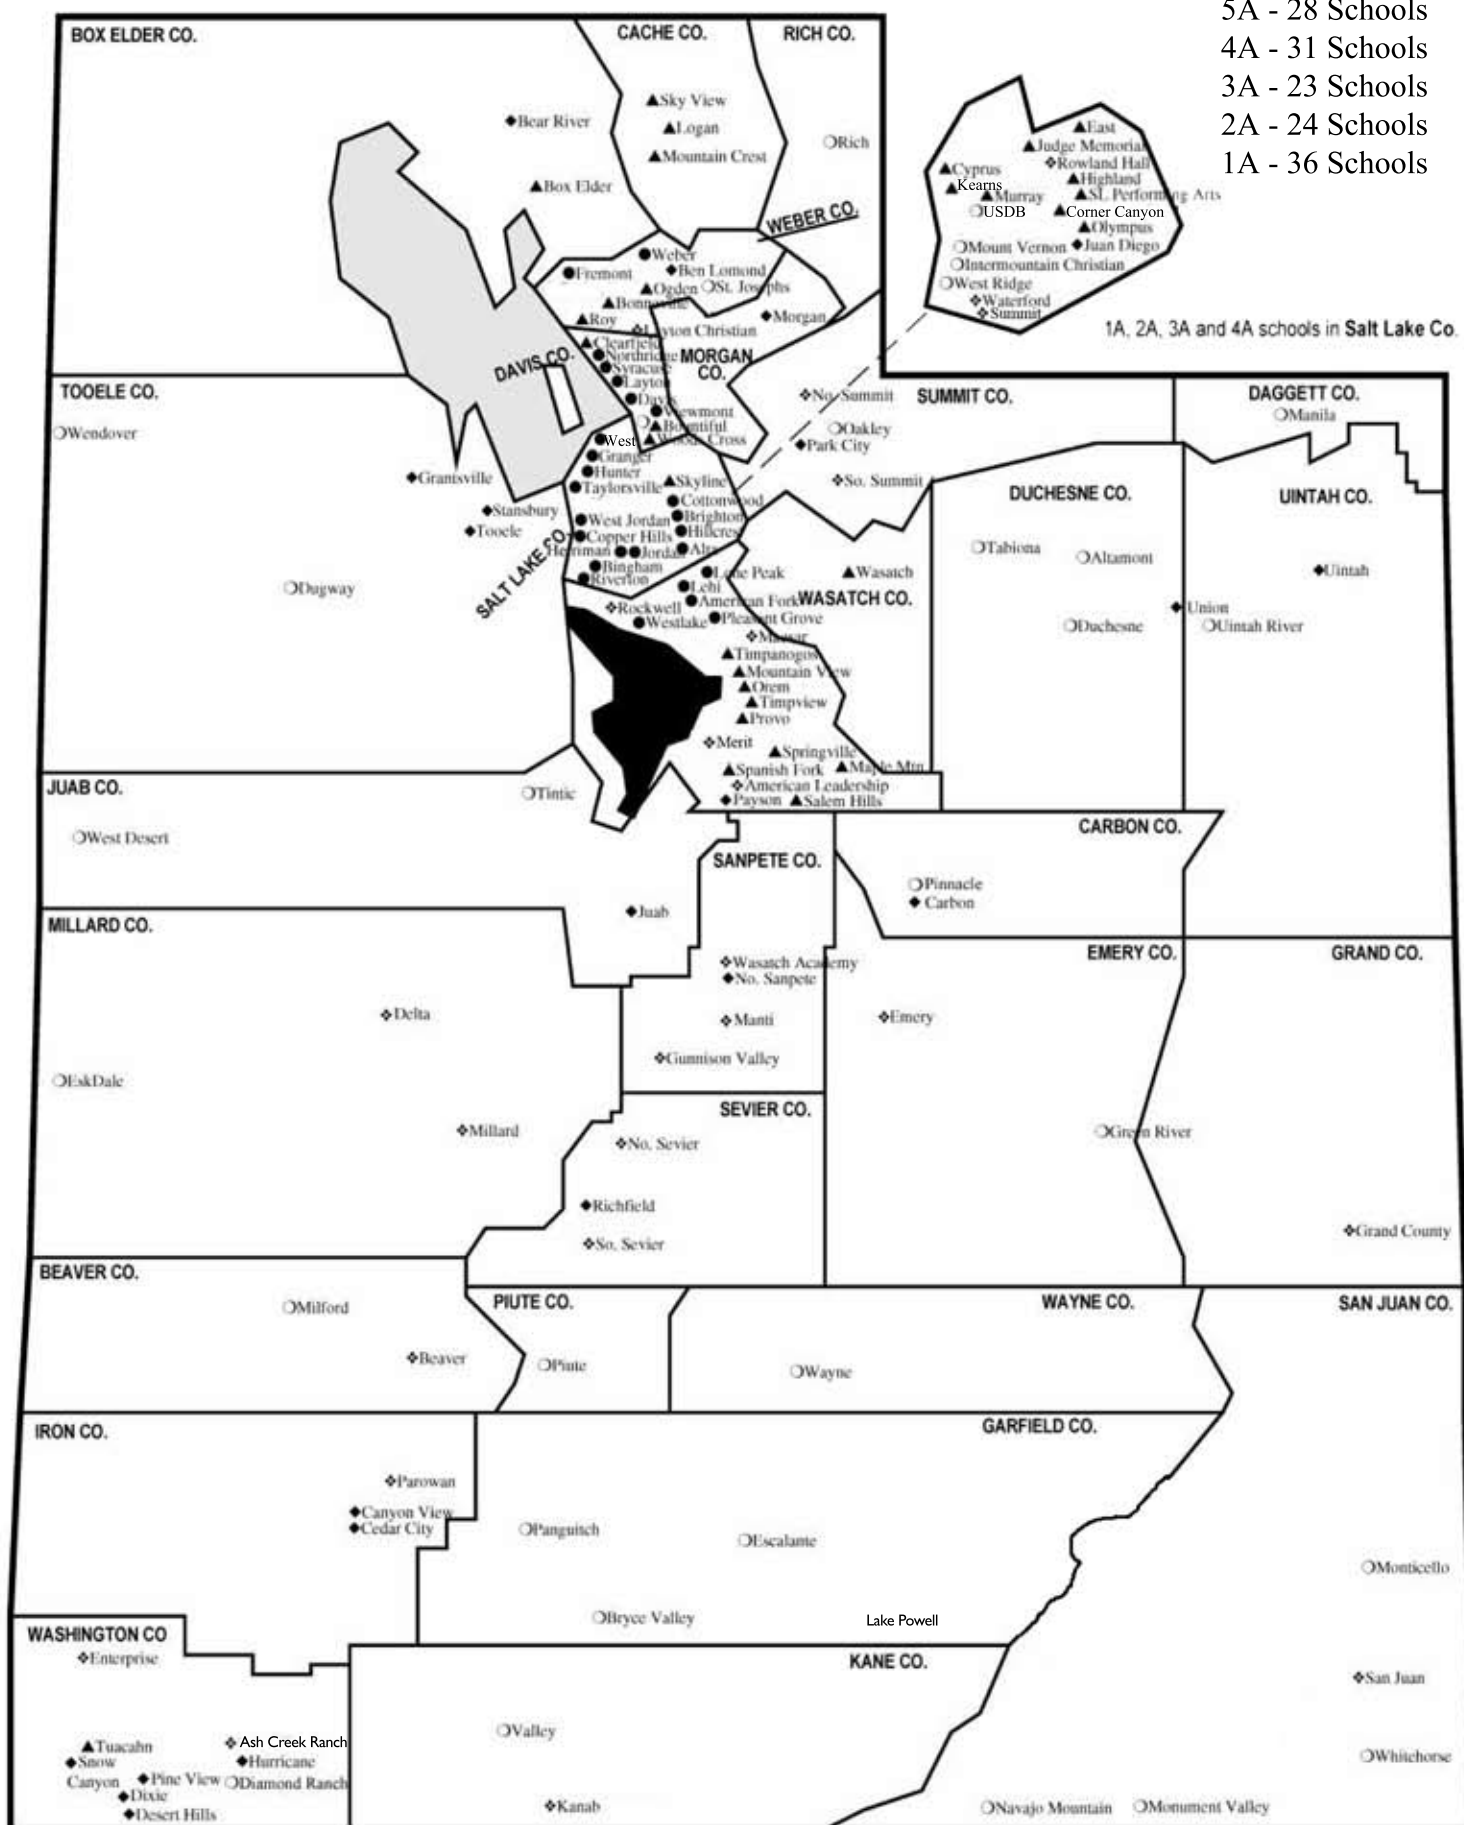 5A - 28 Schools
4A - 31 Schools
3A - 23 Schools
2A - 24 Schools
1A - 36 Schools
BOX ELDER CO.
CACHE CO.
RICH CO.
Sky View
Logan
Mountain Crest
Bear River
Box Elder
Rich
East
Judge Memorial
Rowland Hall
Cyprus
Highland
Kearns
Murray
SL Performing Arts
USDB
Corner Canyon
Olympus
Mount Vernon
Juan Diego
Intermountain Christian
West Ridge
Waterford
Summit
1A, 2A, 3A and 4A schools in Salt Lake Co.
WEBER CO.
Weber
Fremont
Ben Lomond
Ogden
St. Josephs
Bonneville
Roy
Layton Christian
Morgan
Clearfield
Northridge
DAVIS CO.
MORGAN
CO.
Syracuse
Layton
Davis
Viewmont
Bountiful
Woods Cross
TOOELE CO.
Wendover
Grantsville
Stansbury
Tooele
Dugway
No. Summit
SUMMIT CO.
Oakley
Park City
So. Summit
DAGGETT CO.
Manila
West
Granger
Hunter
Taylorsville
Skyline
Cottonwood
West Jordan
Brighton
Copper Hills
Hillcrest
Herriman
Jordan
Alta
Bingham
Riverton
SALT LAKE CO.
DUCHESNE CO.
UINTAH CO.
Tabiona
Altamont
Uintah
Union
Duchesne
Uintah River
Lone Peak
Wasatch
Lehi
WASATCH CO.
American Fork
Rockwell
Westlake
Pleasant Grove
Maeser
Timpanogos
Mountain View
Orem
Timpview
Provo
Merit
Springville
Spanish Fork
Maple Mtn
American Leadership
Payson
Salem Hills
JUAB CO.
Tintic
West Desert
Juab
SANPETE CO.
CARBON CO.
Pinnacle
Carbon
MILLARD CO.
Wasatch Academy
No. Sanpete
Manti
Gunnison Valley
EMERY CO.
Emery
GRAND CO.
Delta
EskDale
Millard
SEVIER CO.
No. Sevier
Richfield
So. Sevier
Green River
Grand County
BEAVER CO.
Milford
Beaver
PIUTE CO.
Piute
WAYNE CO.
Wayne
SAN JUAN CO.
IRON CO.
Parowan
Canyon View
Cedar City
GARFIELD CO.
Panguitch
Escalante
Bryce Valley
Lake Powell
Monticello
WASHINGTON CO
Enterprise
KANE CO.
San Juan
Tuacahn
Ash Creek Ranch
Snow
Canyon
Hurricane
Pine View
Diamond Ranch
Dixie
Desert Hills
Valley
Kanab
Whitehorse
Navajo Mountain
Monument Valley